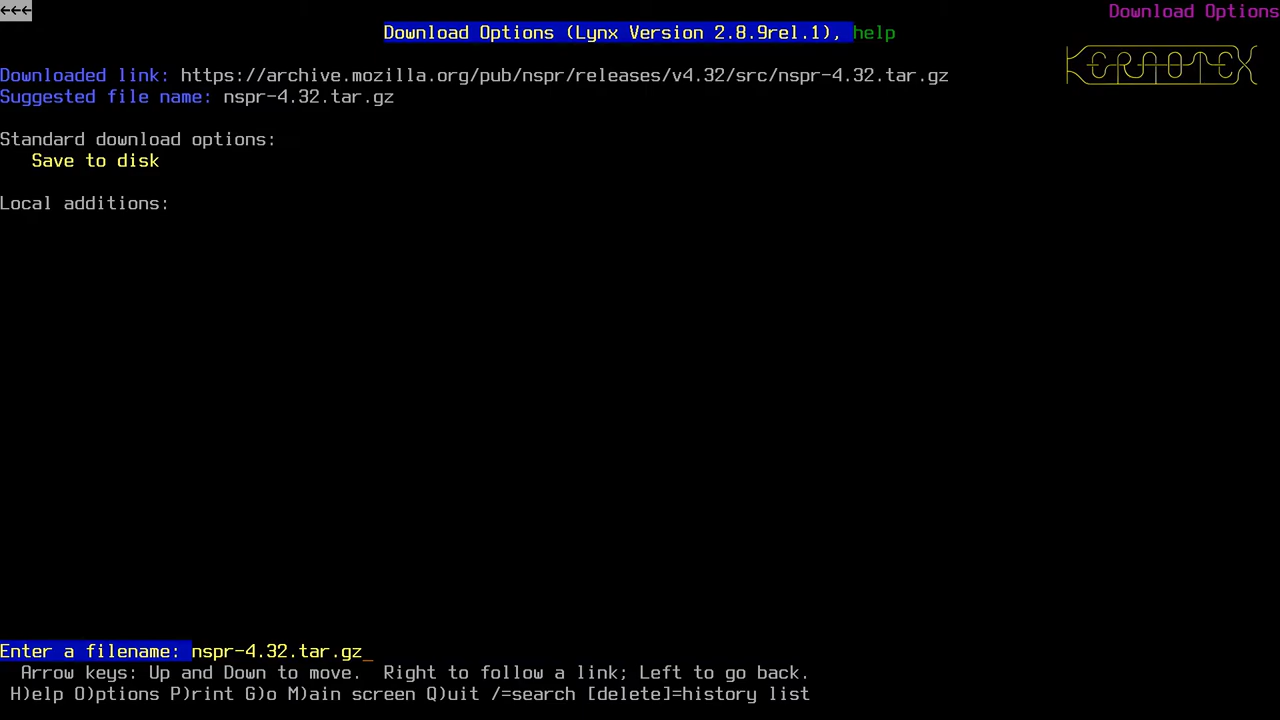 ←←← Download Options
Download Options (Lynx Version 2.8.9rel.1), help
KERNOTEX
Downloaded link: https://archive.mozilla.org/pub/nspr/releases/v4.32/src/nspr-4.32.tar.gz
Suggested file name: nspr-4.32.tar.gz
Standard download options:
Save to disk
Local additions:
Enter a filename: nspr-4.32.tar.gz_
Arrow keys: Up and Down to move. Right to follow a link; Left to go back.
H)elp O)ptions P)rint G)o M)ain screen Q)uit /=search [delete]=history list